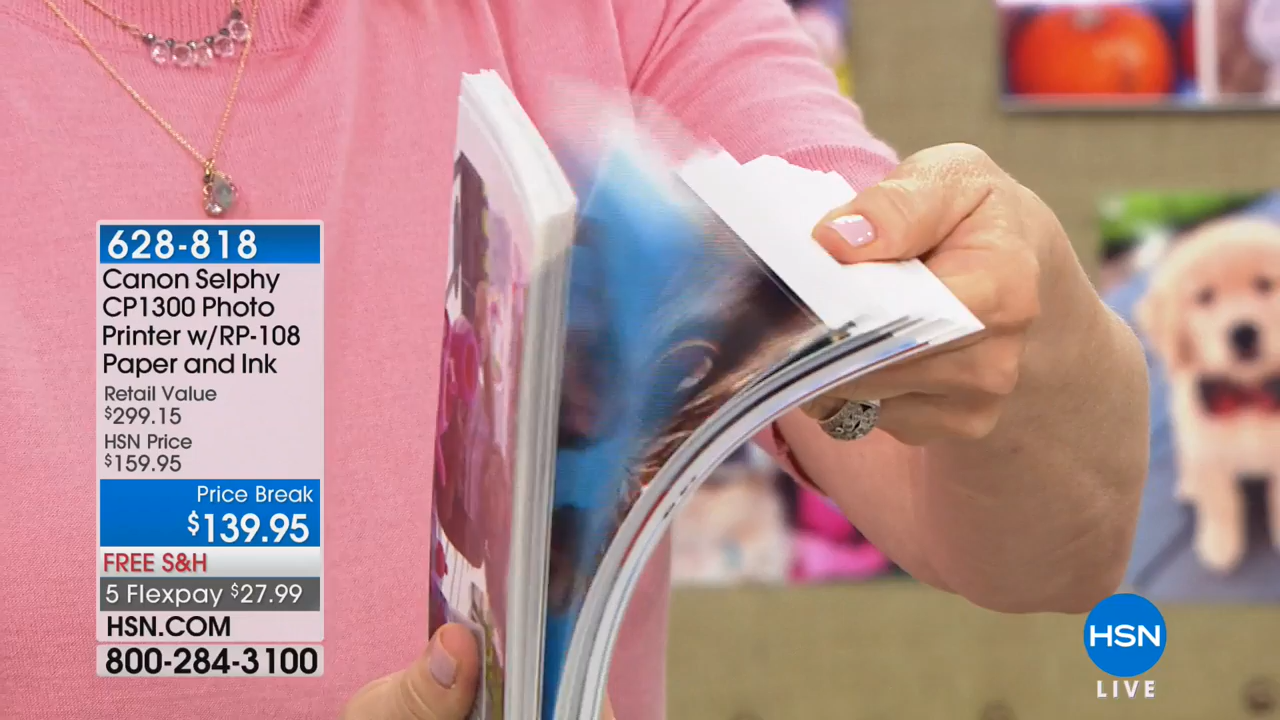 628-818
Canon Selphy
CP1300 Photo
Printer w/RP-108
Paper and Ink
Retail Value
$299.15
HSN Price
$159.95
Price Break
$139.95
FREE S&H
5 Flexpay $27.99
HSN.COM
800-284-3100
HSN
LIVE